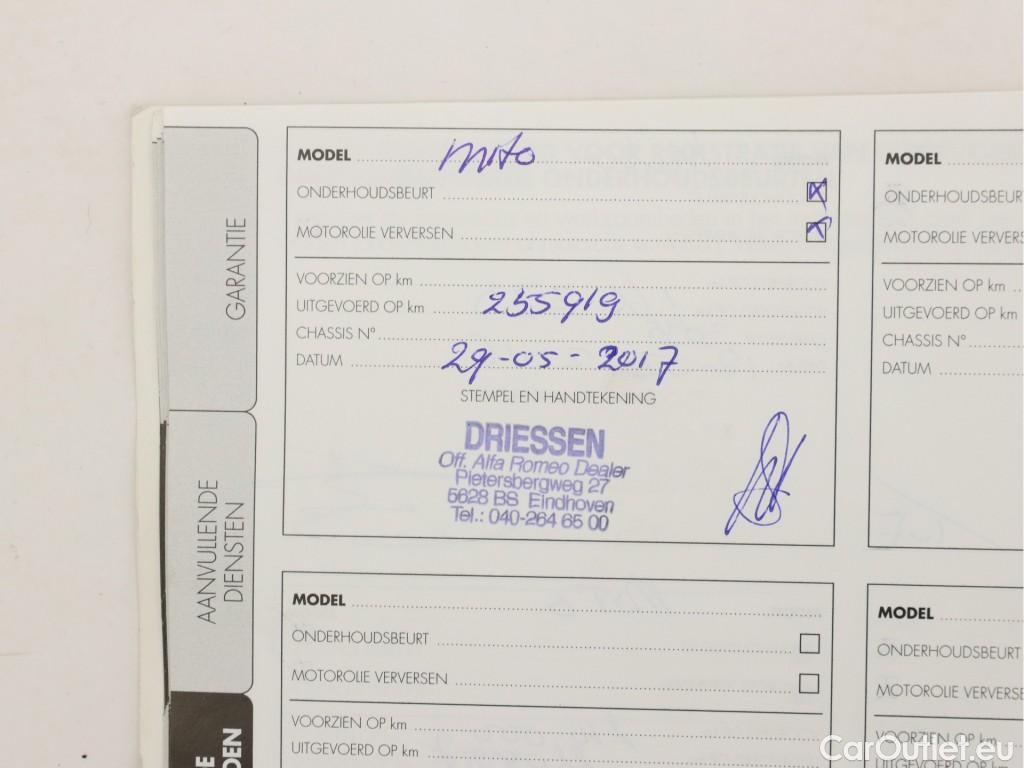 GARANTIE
AANVULLENDE
DIENSTEN
MODEL mito
ONDERHOUDSBEURT
MOTOROLIE VERVERSEN
VOORZIEN OP km
UITGEVOERD OP km 255919
CHASSIS N°
DATUM 29-05-2017
STEMPEL EN HANDTEKENING
DRIESSEN
Off. Alfa Romeo Dealer
Pietersbergweg 27
5628 BS Eindhoven
Tel.: 040-264 65 00
MODEL
ONDERHOUDSBEUR
MOTOROLIE VERVERS
VOORZIEN OP km
UITGEVOERD OP km
CHASSIS N°
DATUM
MODEL
ONDERHOUDSBEURT
MOTOROLIE VERVERSEN
VOORZIEN OP km
UITGEVOERD OP km
MODEL
ONDERHOUDSBEURT
MOTOROLIE VERVERSE
VOORZIEN OP km
UITGEVOERD OP km
CarOutlet.eu